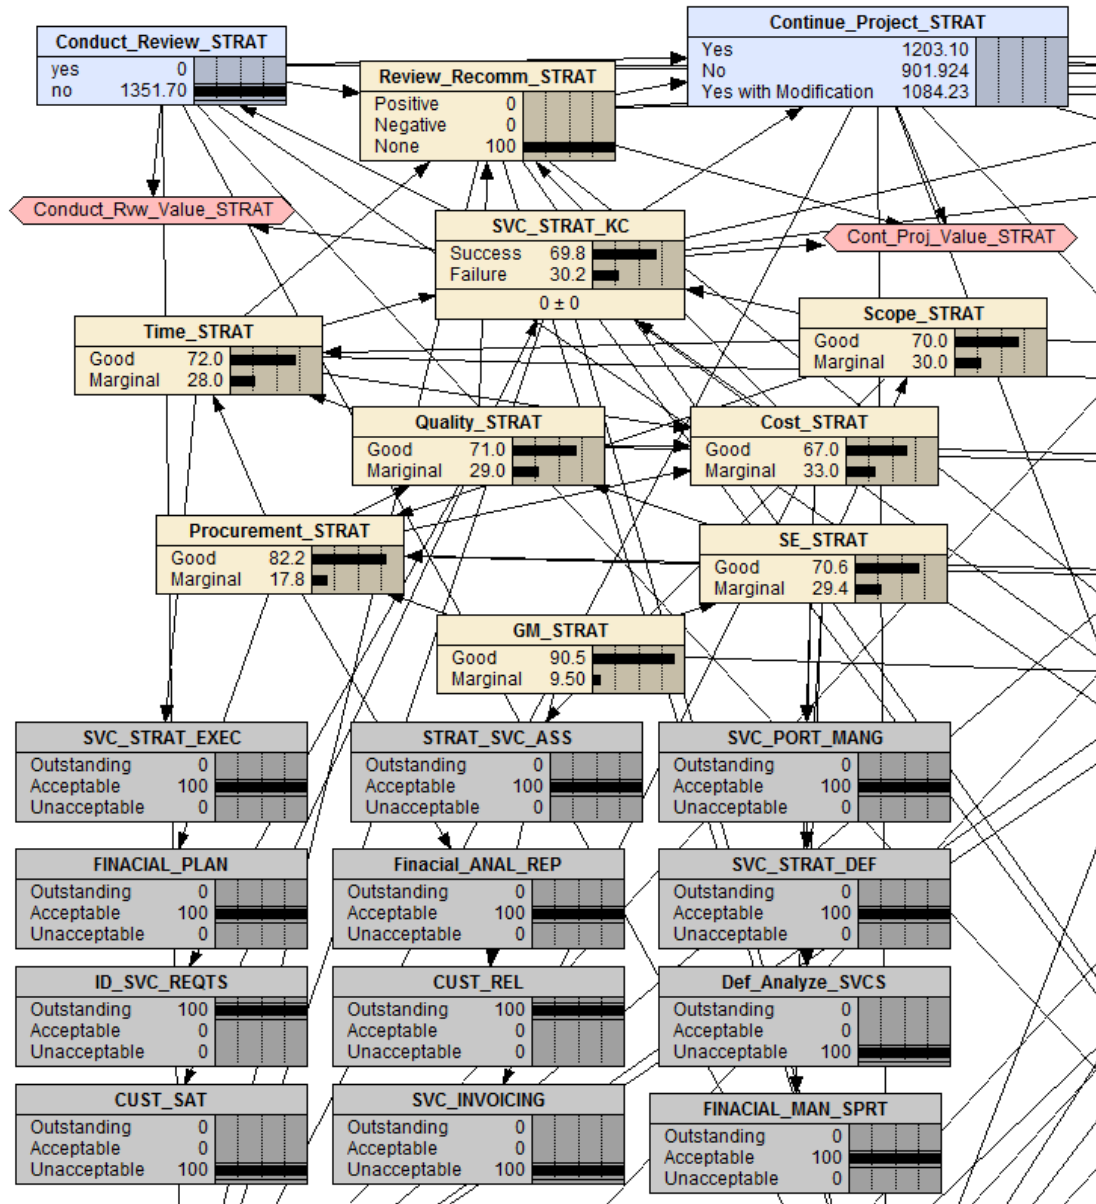 Conduct_Review_STRAT
yes 0
no 1351.70
Continue_Project_STRAT
Yes 1203.10
No 901.924
Yes with Modification 1084.23
Review_Recomm_STRAT
Positive 0
Negative 0
None 100
Conduct_Rvw_Value_STRAT
SVC_STRAT_KC
Success 69.8
Failure 30.2
0 ± 0
Cont_Proj_Value_STRAT
Time_STRAT
Good 72.0
Marginal 28.0
Scope_STRAT
Good 70.0
Marginal 30.0
Quality_STRAT
Good 71.0
Mariginal 29.0
Cost_STRAT
Good 67.0
Marginal 33.0
Procurement_STRAT
Good 82.2
Marginal 17.8
SE_STRAT
Good 70.6
Marginal 29.4
GM_STRAT
Good 90.5
Marginal 9.50
SVC_STRAT_EXEC
Outstanding 0
Acceptable 100
Unacceptable 0
STRAT_SVC_ASS
Outstanding 0
Acceptable 100
Unacceptable 0
SVC_PORT_MANG
Outstanding 0
Acceptable 100
Unacceptable 0
FINACIAL_PLAN
Outstanding 0
Acceptable 100
Unacceptable 0
Finacial_ANAL_REP
Outstanding 0
Acceptable 100
Unacceptable 0
SVC_STRAT_DEF
Outstanding 0
Acceptable 100
Unacceptable 0
ID_SVC_REQTS
Outstanding 100
Acceptable 0
Unacceptable 0
CUST_REL
Outstanding 100
Acceptable 0
Unacceptable 0
Def_Analyze_SVCS
Outstanding 0
Acceptable 0
Unacceptable 100
CUST_SAT
Outstanding 0
Acceptable 0
Unacceptable 100
SVC_INVOICING
Outstanding 0
Acceptable 0
Unacceptable 100
FINACIAL_MAN_SPRT
Outstanding 0
Acceptable 100
Unacceptable 0